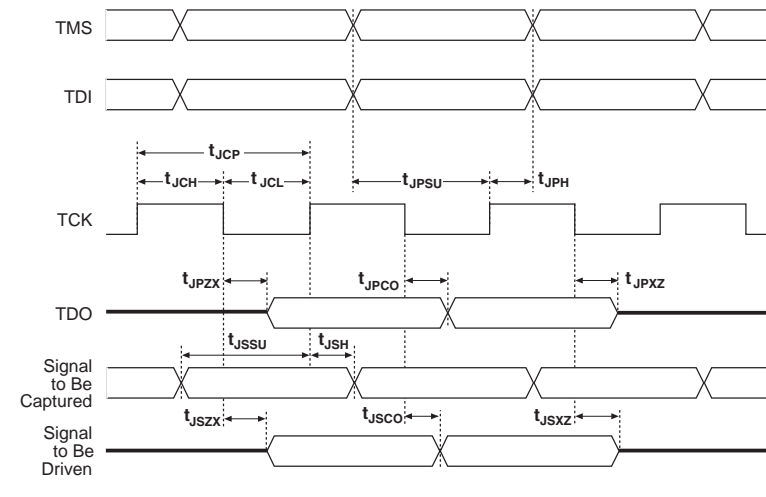 TMS
TDI
tJCP
tJCH
tJCL
tJPSU
tJPH
TCK
tJPZX
tJPCO
tJPXZ
TDO
tJSSU
tJSH
Signal
to Be
Captured
tJSZX
tJSCO
tJSXZ
Signal
to Be
Driven